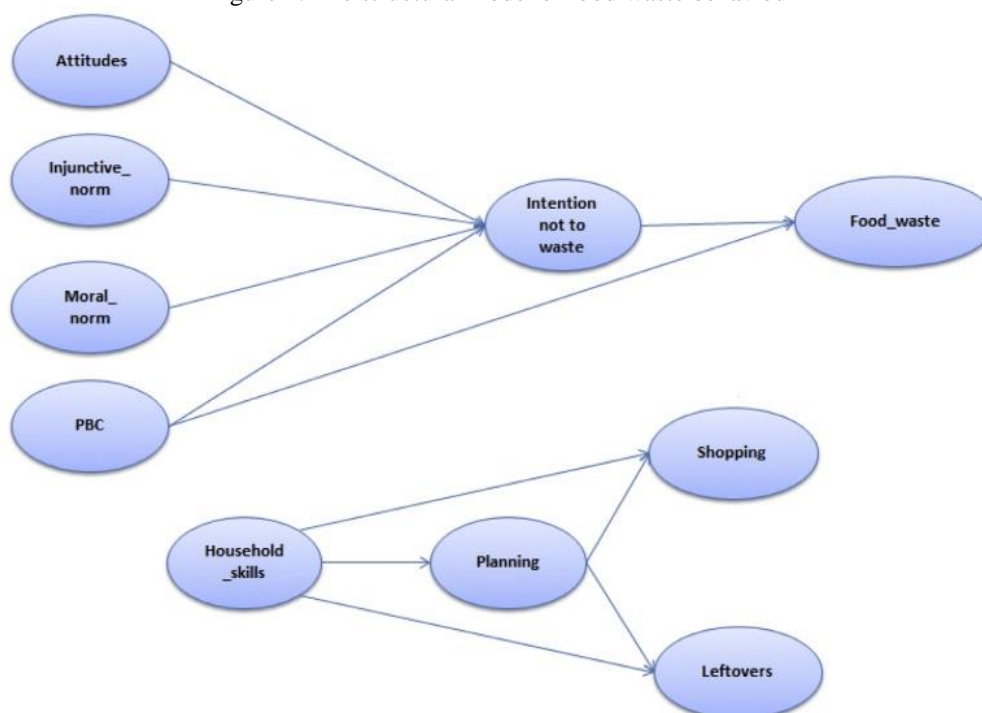 Attitudes
Injunctive_
norm
Moral_
norm
PBC
Intention
not to
waste
Food_waste
Shopping
Household
_skills
Planning
Leftovers